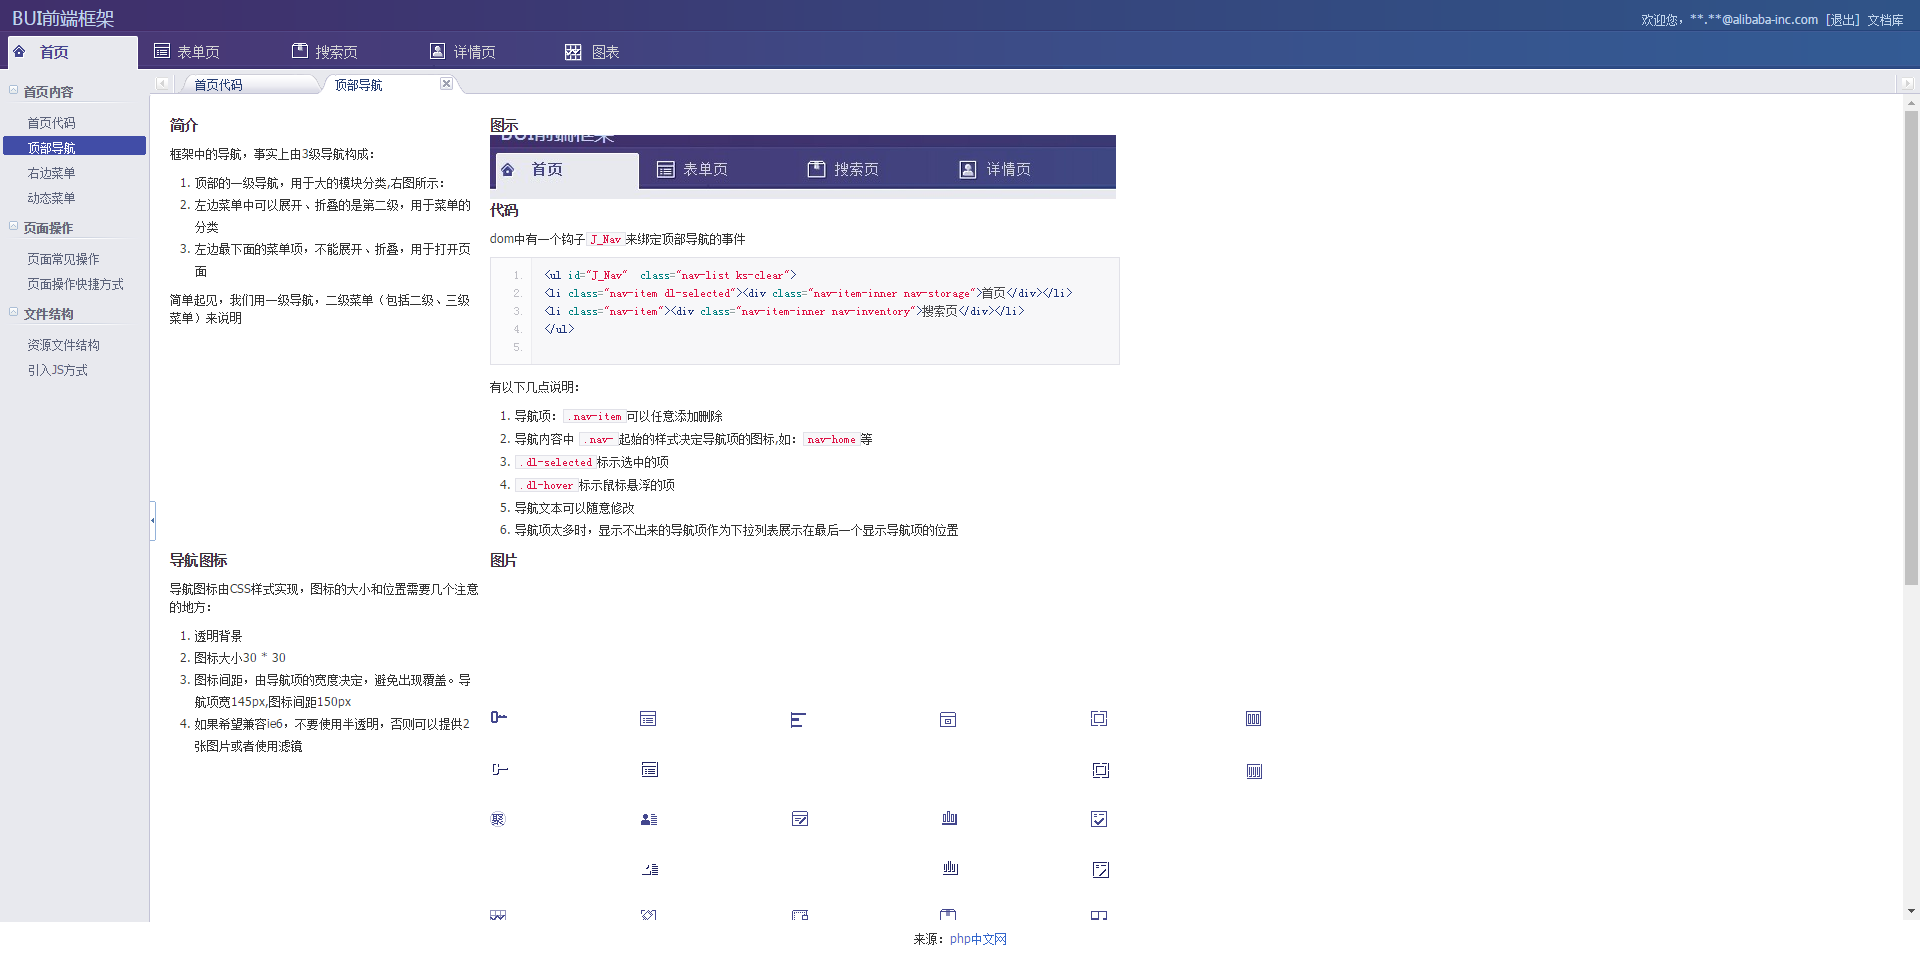 BUI前端框架
欢迎您，**.**@alibaba-inc.com [退出] 文档库
首页
表单页
搜索页
详情页
图表
首页内容
首页代码
顶部导航
右边菜单
动态菜单
页面操作
页面常见操作
页面操作快捷方式
文件结构
资源文件结构
引入JS方式
首页代码
顶部导航
简介
框架中的导航，事实上由3级导航构成：
1. 顶部的一级导航，用于大的模块分类,右图所示：
2. 左边菜单中可以展开、折叠的是第二级，用于菜单的
分类
3. 左边最下面的菜单项，不能展开、折叠，用于打开页
面
简单起见，我们用一级导航，二级菜单（包括二级、三级
菜单）来说明
图示
BUI前端框架
首页
表单页
搜索页
详情页
代码
dom中有一个钩子 J_Nav 来绑定顶部导航的事件
1. <ul id="J_Nav"  class="nav-list ks-clear">
2. <li class="nav-item dl-selected"><div class="nav-item-inner nav-storage">首页</div></li>
3. <li class="nav-item"><div class="nav-item-inner nav-inventory">搜索页</div></li>
4. </ul>
5.
有以下几点说明：
1. 导航项： .nav-item 可以任意添加删除
2. 导航内容中 .nav- 起始的样式决定导航项的图标,如： nav-home 等
3. .dl-selected 标示选中的项
4. .dl-hover 标示鼠标悬浮的项
5. 导航文本可以随意修改
6. 导航项太多时，显示不出来的导航项作为下拉列表展示在最后一个显示导航项的位置
导航图标
导航图标由CSS样式实现，图标的大小和位置需要几个注意
的地方：
1. 透明背景
2. 图标大小30 * 30
3. 图标间距，由导航项的宽度决定，避免出现覆盖。导
航项宽145px,图标间距150px
4. 如果希望兼容ie6，不要使用半透明，否则可以提供2
张图片或者使用滤镜
图片
聚
来源：php中文网